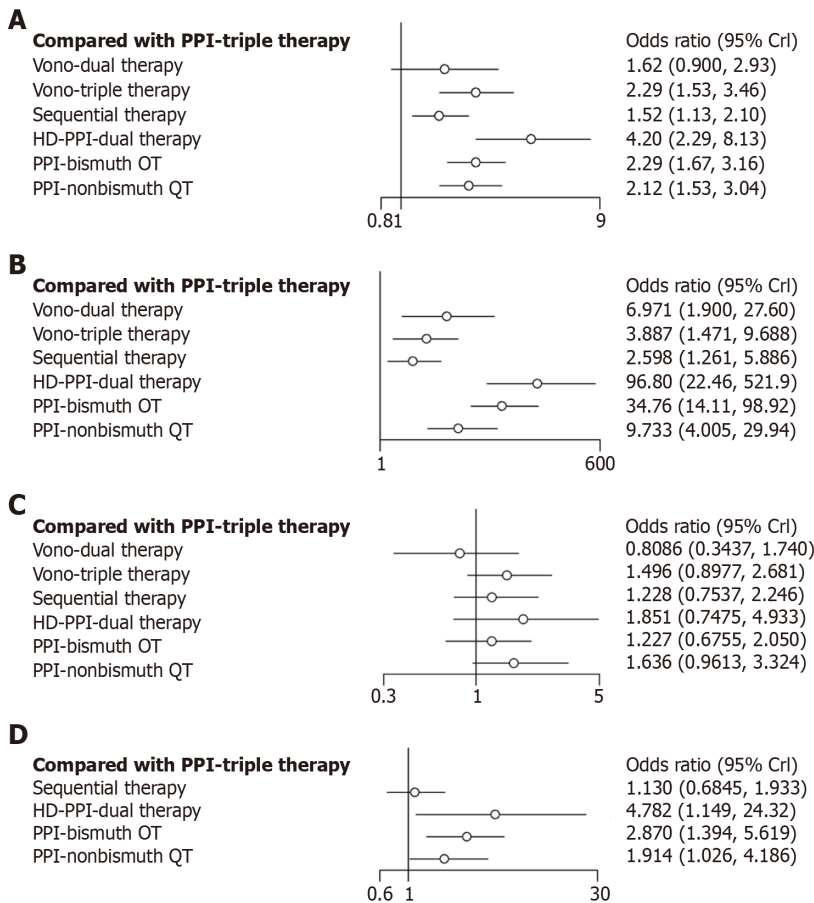 A
Compared with PPI-triple therapy Odds ratio (95% CrI)
Vono-dual therapy 1.62 (0.900, 2.93)
Vono-triple therapy 2.29 (1.53, 3.46)
Sequential therapy 1.52 (1.13, 2.10)
HD-PPI-dual therapy 4.20 (2.29, 8.13)
PPI-bismuth OT 2.29 (1.67, 3.16)
PPI-nonbismuth QT 2.12 (1.53, 3.04)
0.81 9
B
Compared with PPI-triple therapy Odds ratio (95% CrI)
Vono-dual therapy 6.971 (1.900, 27.60)
Vono-triple therapy 3.887 (1.471, 9.688)
Sequential therapy 2.598 (1.261, 5.886)
HD-PPI-dual therapy 96.80 (22.46, 521.9)
PPI-bismuth OT 34.76 (14.11, 98.92)
PPI-nonbismuth QT 9.733 (4.005, 29.94)
1 600
C
Compared with PPI-triple therapy Odds ratio (95% CrI)
Vono-dual therapy 0.8086 (0.3437, 1.740)
Vono-triple therapy 1.496 (0.8977, 2.681)
Sequential therapy 1.228 (0.7537, 2.246)
HD-PPI-dual therapy 1.851 (0.7475, 4.933)
PPI-bismuth OT 1.227 (0.6755, 2.050)
PPI-nonbismuth QT 1.636 (0.9613, 3.324)
0.3 1 5
D
Compared with PPI-triple therapy Odds ratio (95% CrI)
Sequential therapy 1.130 (0.6845, 1.933)
HD-PPI-dual therapy 4.782 (1.149, 24.32)
PPI-bismuth OT 2.870 (1.394, 5.619)
PPI-nonbismuth QT 1.914 (1.026, 4.186)
0.6 1 30